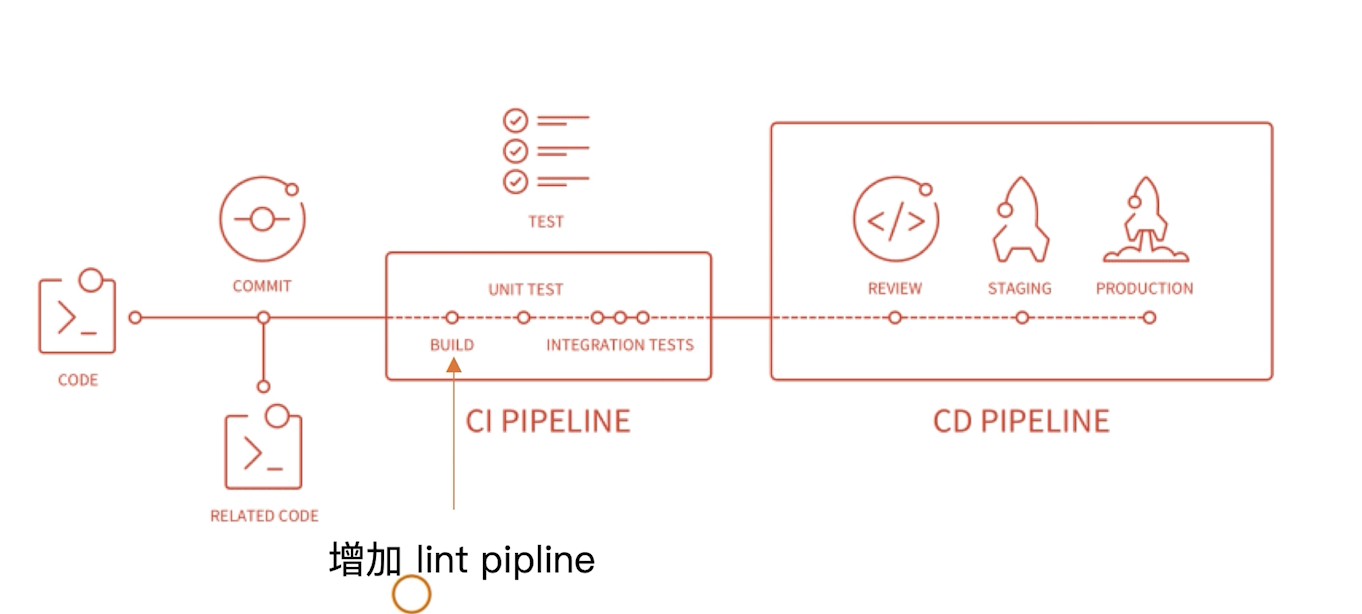 TEST
COMMIT
CODE
RELATED CODE
UNIT TEST
BUILD
INTEGRATION TESTS
CI PIPELINE
REVIEW
STAGING
PRODUCTION
CD PIPELINE
增加 lint pipline